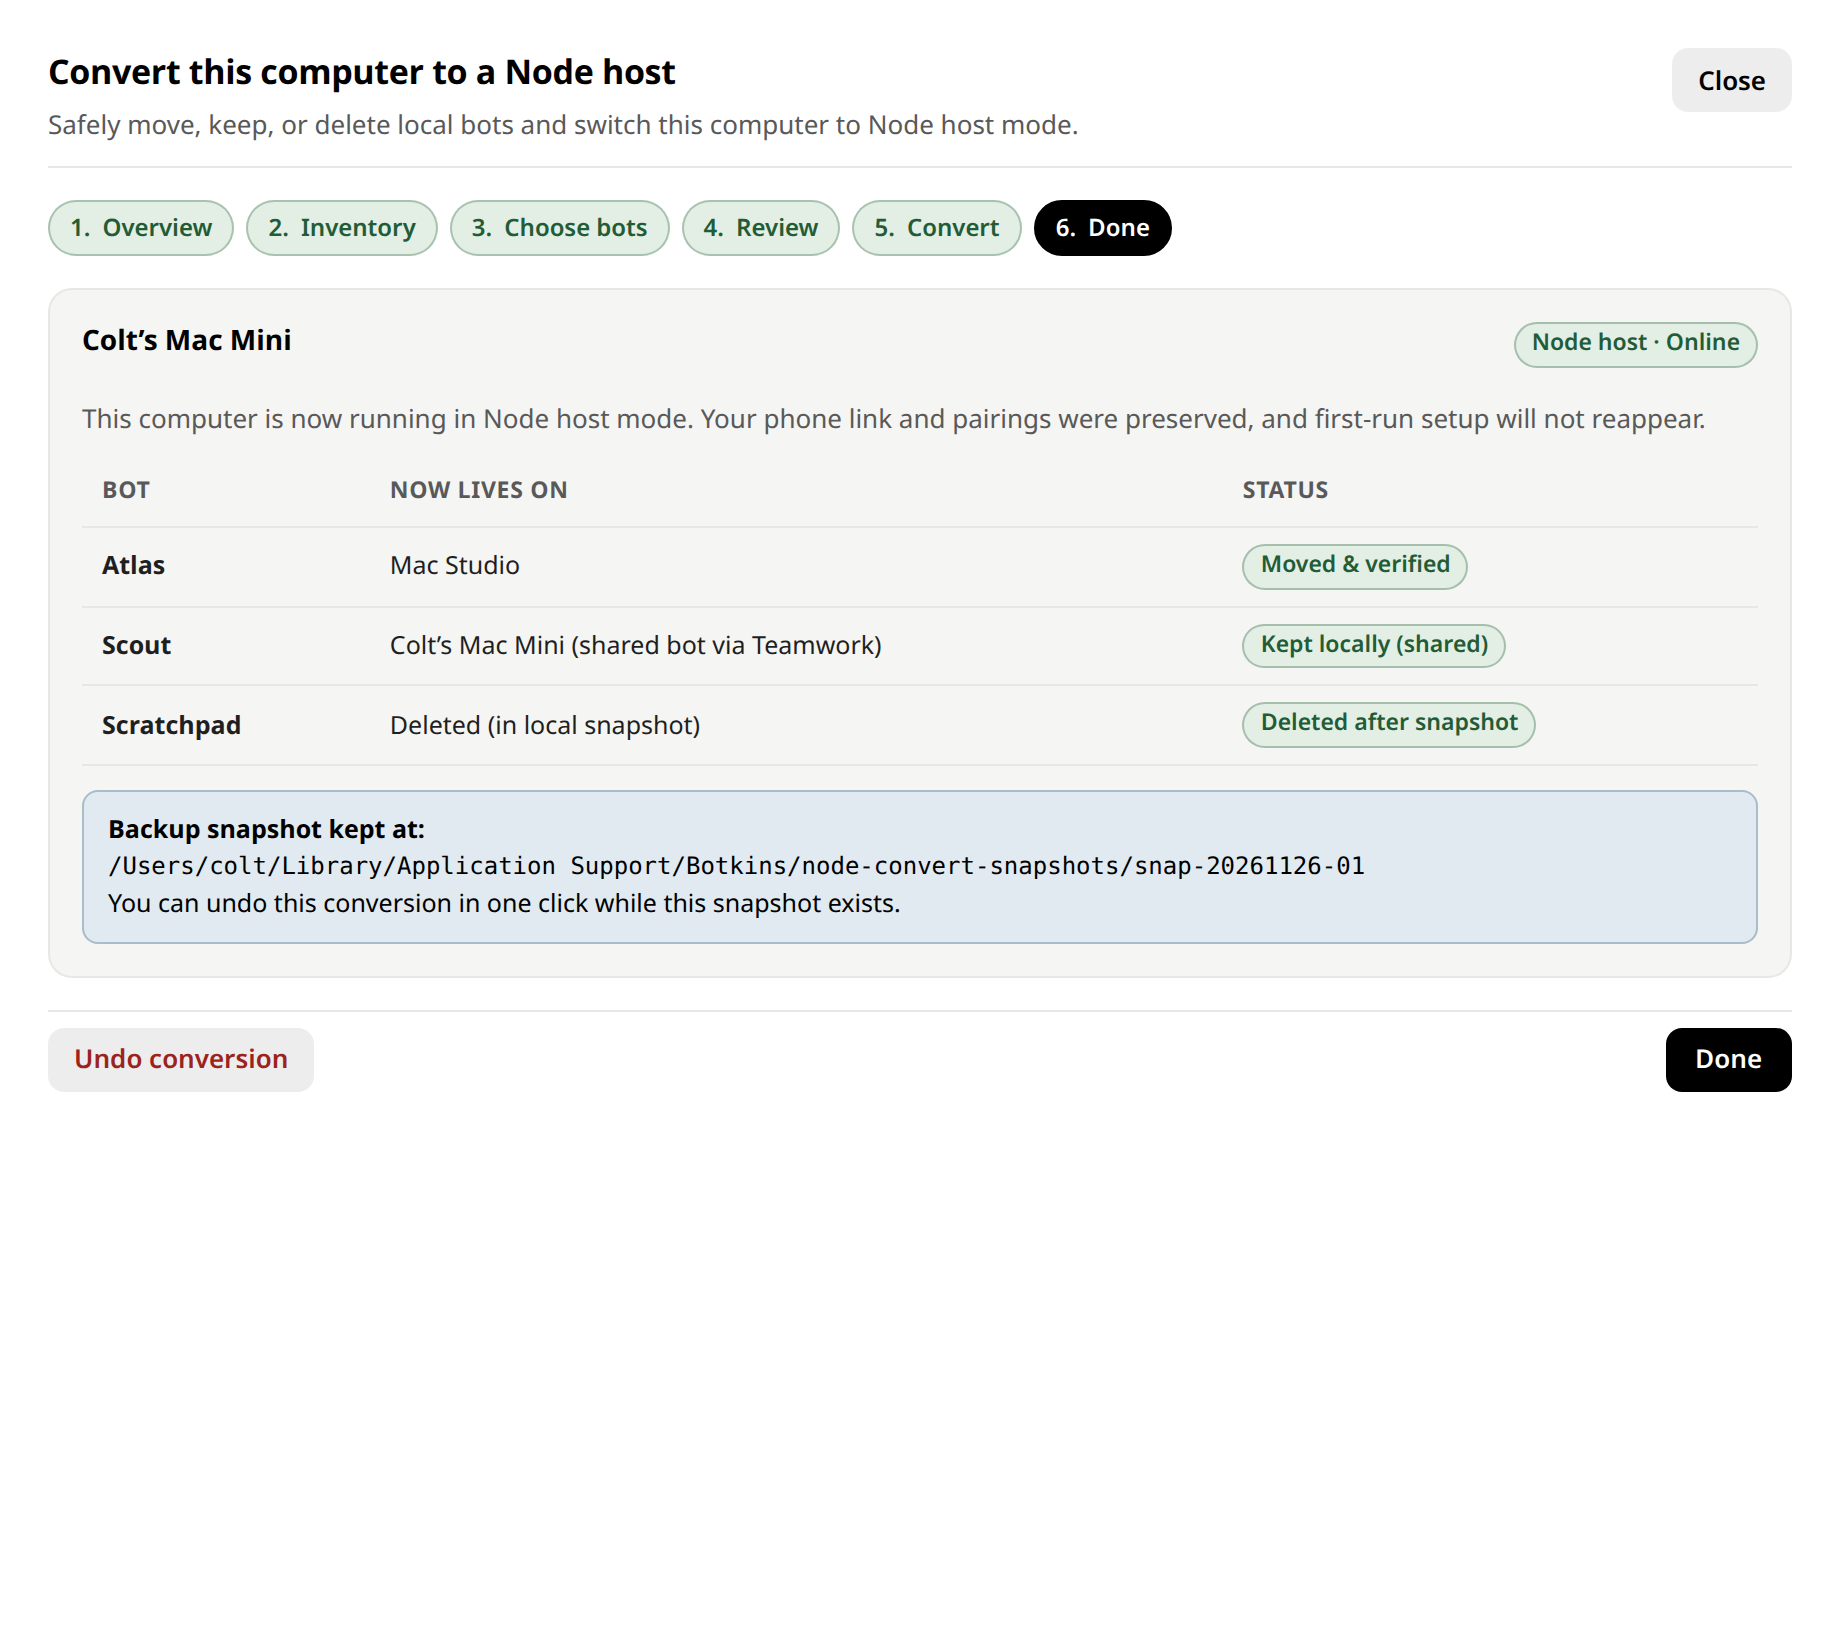 Convert this computer to a Node host
Close
Safely move, keep, or delete local bots and switch this computer to Node host mode.
1. Overview
2. Inventory
3. Choose bots
4. Review
5. Convert
6. Done
Colt’s Mac Mini
Node host · Online
This computer is now running in Node host mode. Your phone link and pairings were preserved, and first-run setup will not reappear.
BOT NOW LIVES ON STATUS
Atlas Mac Studio Moved & verified
Scout Colt’s Mac Mini (shared bot via Teamwork) Kept locally (shared)
Scratchpad Deleted (in local snapshot) Deleted after snapshot
Backup snapshot kept at:
/Users/colt/Library/Application Support/Botkins/node-convert-snapshots/snap-20261126-01
You can undo this conversion in one click while this snapshot exists.
Undo conversion
Done